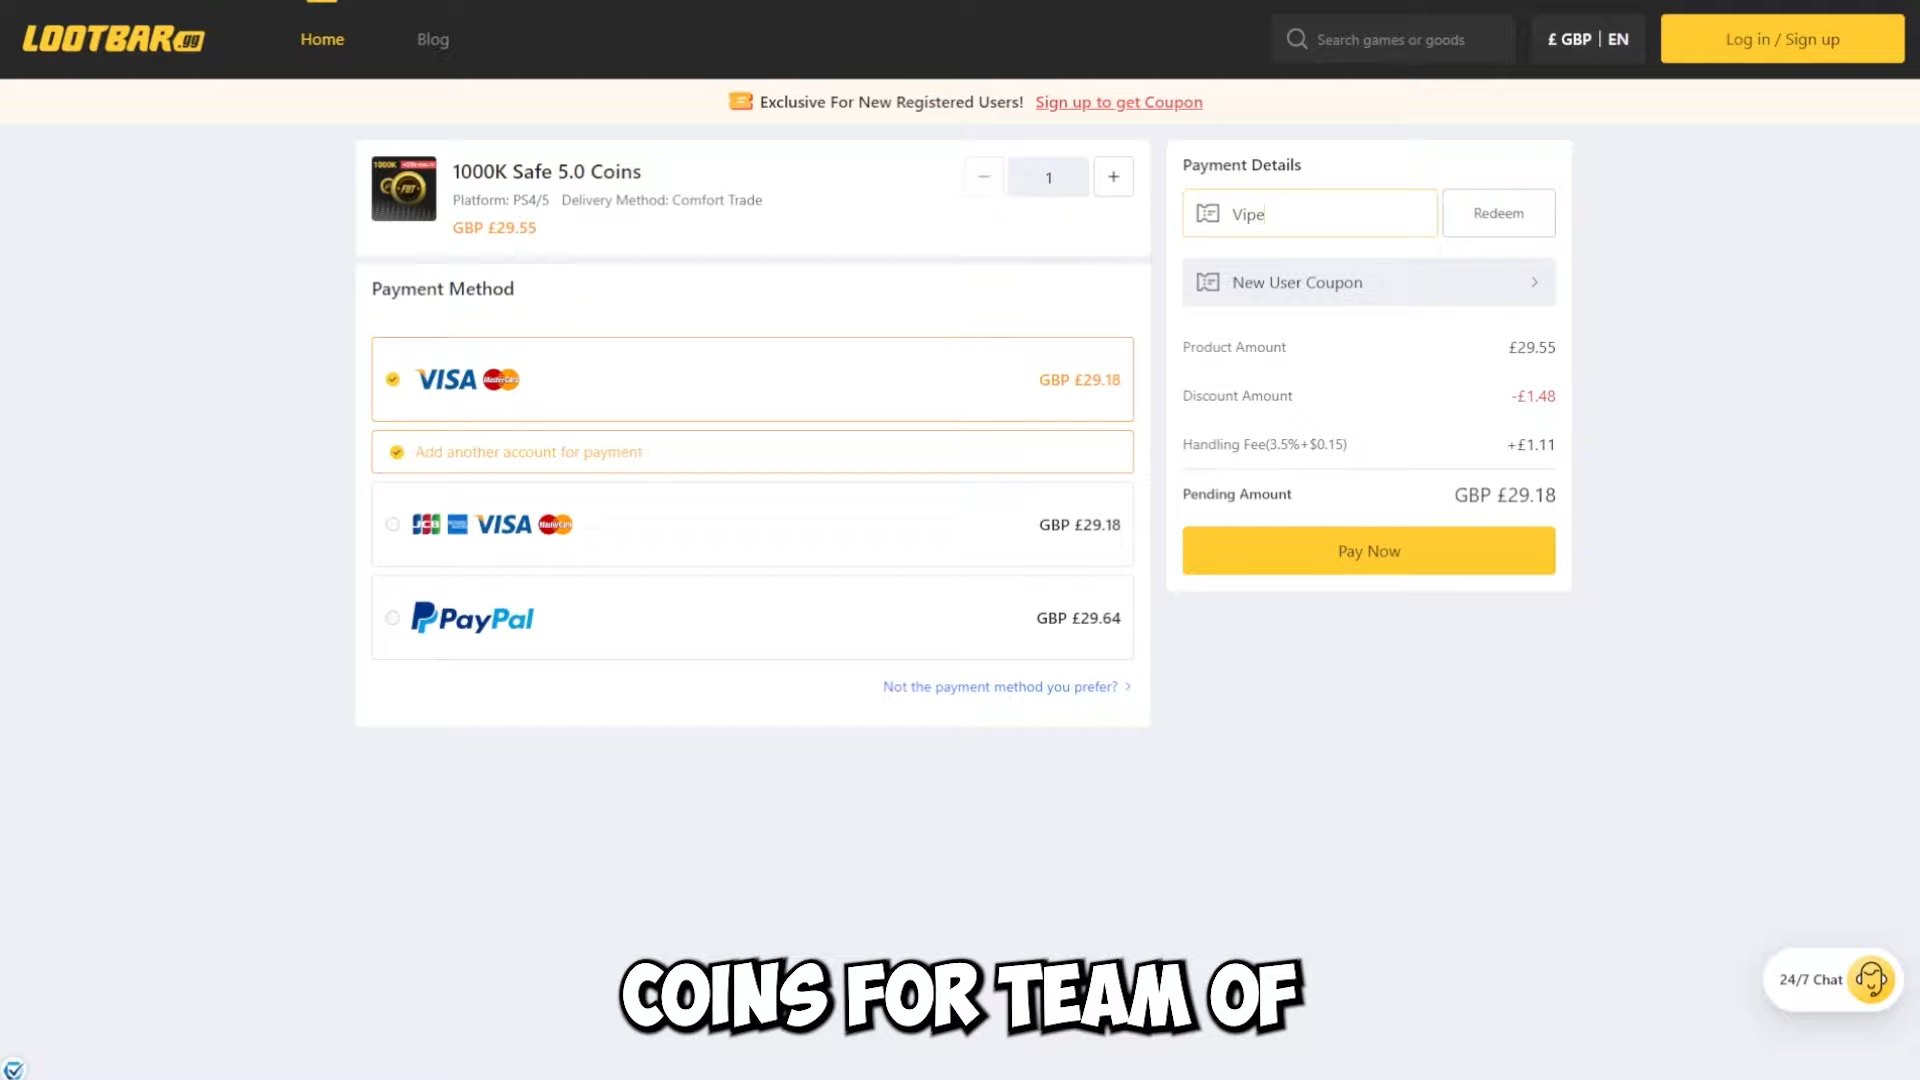 LOOTBAR.gg
Home
Blog
Search games or goods
£ GBP | EN
Log in / Sign up
Exclusive For New Registered Users! Sign up to get Coupon
1000K
FUT
1000K Safe 5.0 Coins
Platform: PS4/5 Delivery Method: Comfort Trade
GBP £29.55
− 1 +
Payment Method
VISA MasterCard
GBP £29.18
Add another account for payment
JCB VISA MasterCard
GBP £29.18
PayPal
GBP £29.64
Not the payment method you prefer? >
Payment Details
Vipe
Redeem
New User Coupon >
Product Amount £29.55
Discount Amount -£1.48
Handling Fee(3.5%+$0.15) +£1.11
Pending Amount GBP £29.18
Pay Now
24/7 Chat
COINS FOR TEAM OF